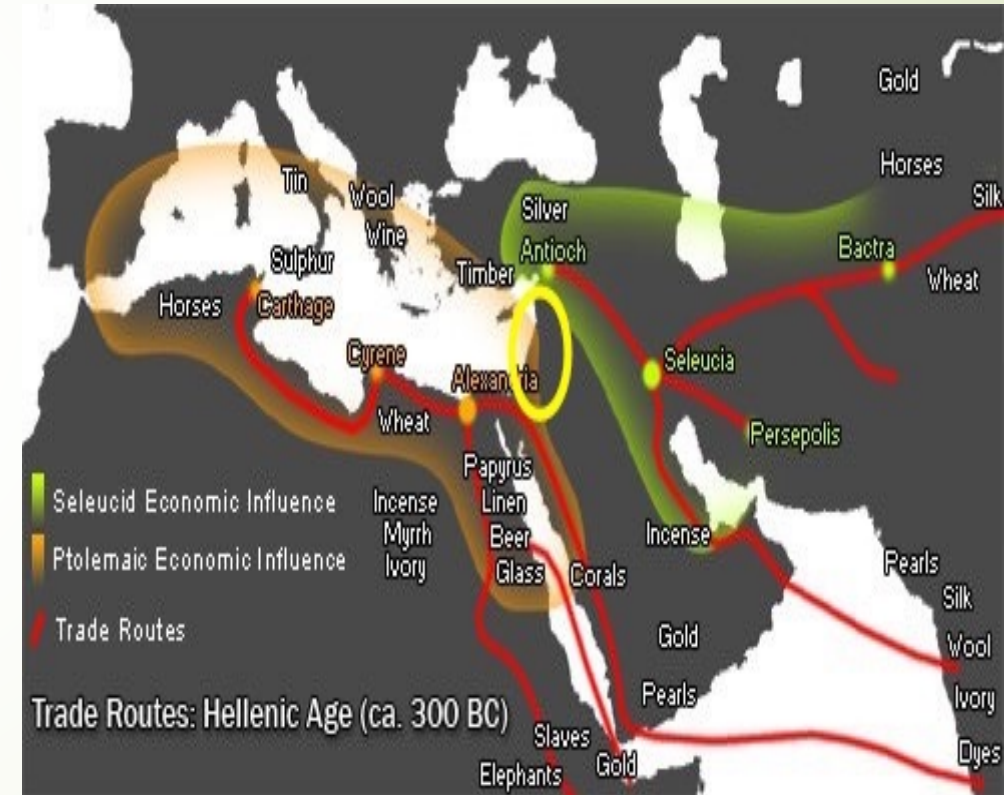 Gold
Horses
Silk
Tin
Wool
Wine
Silver
Antioch
Bactra
Wheat
Sulphur
Timber
Horses
Carthage
Cyrene
Alexandria
Seleucia
Wheat
Persepolis
Papyrus
Linen
Beer
Glass
Incense
Myrrh
Ivory
Incense
Corals
Pearls
Silk
Wool
Ivory
Dyes
Gold
Pearls
Slaves
Elephants
Gold
Seleucid Economic Influence
Ptolemaic Economic Influence
Trade Routes
Trade Routes: Hellenic Age (ca. 300 BC)